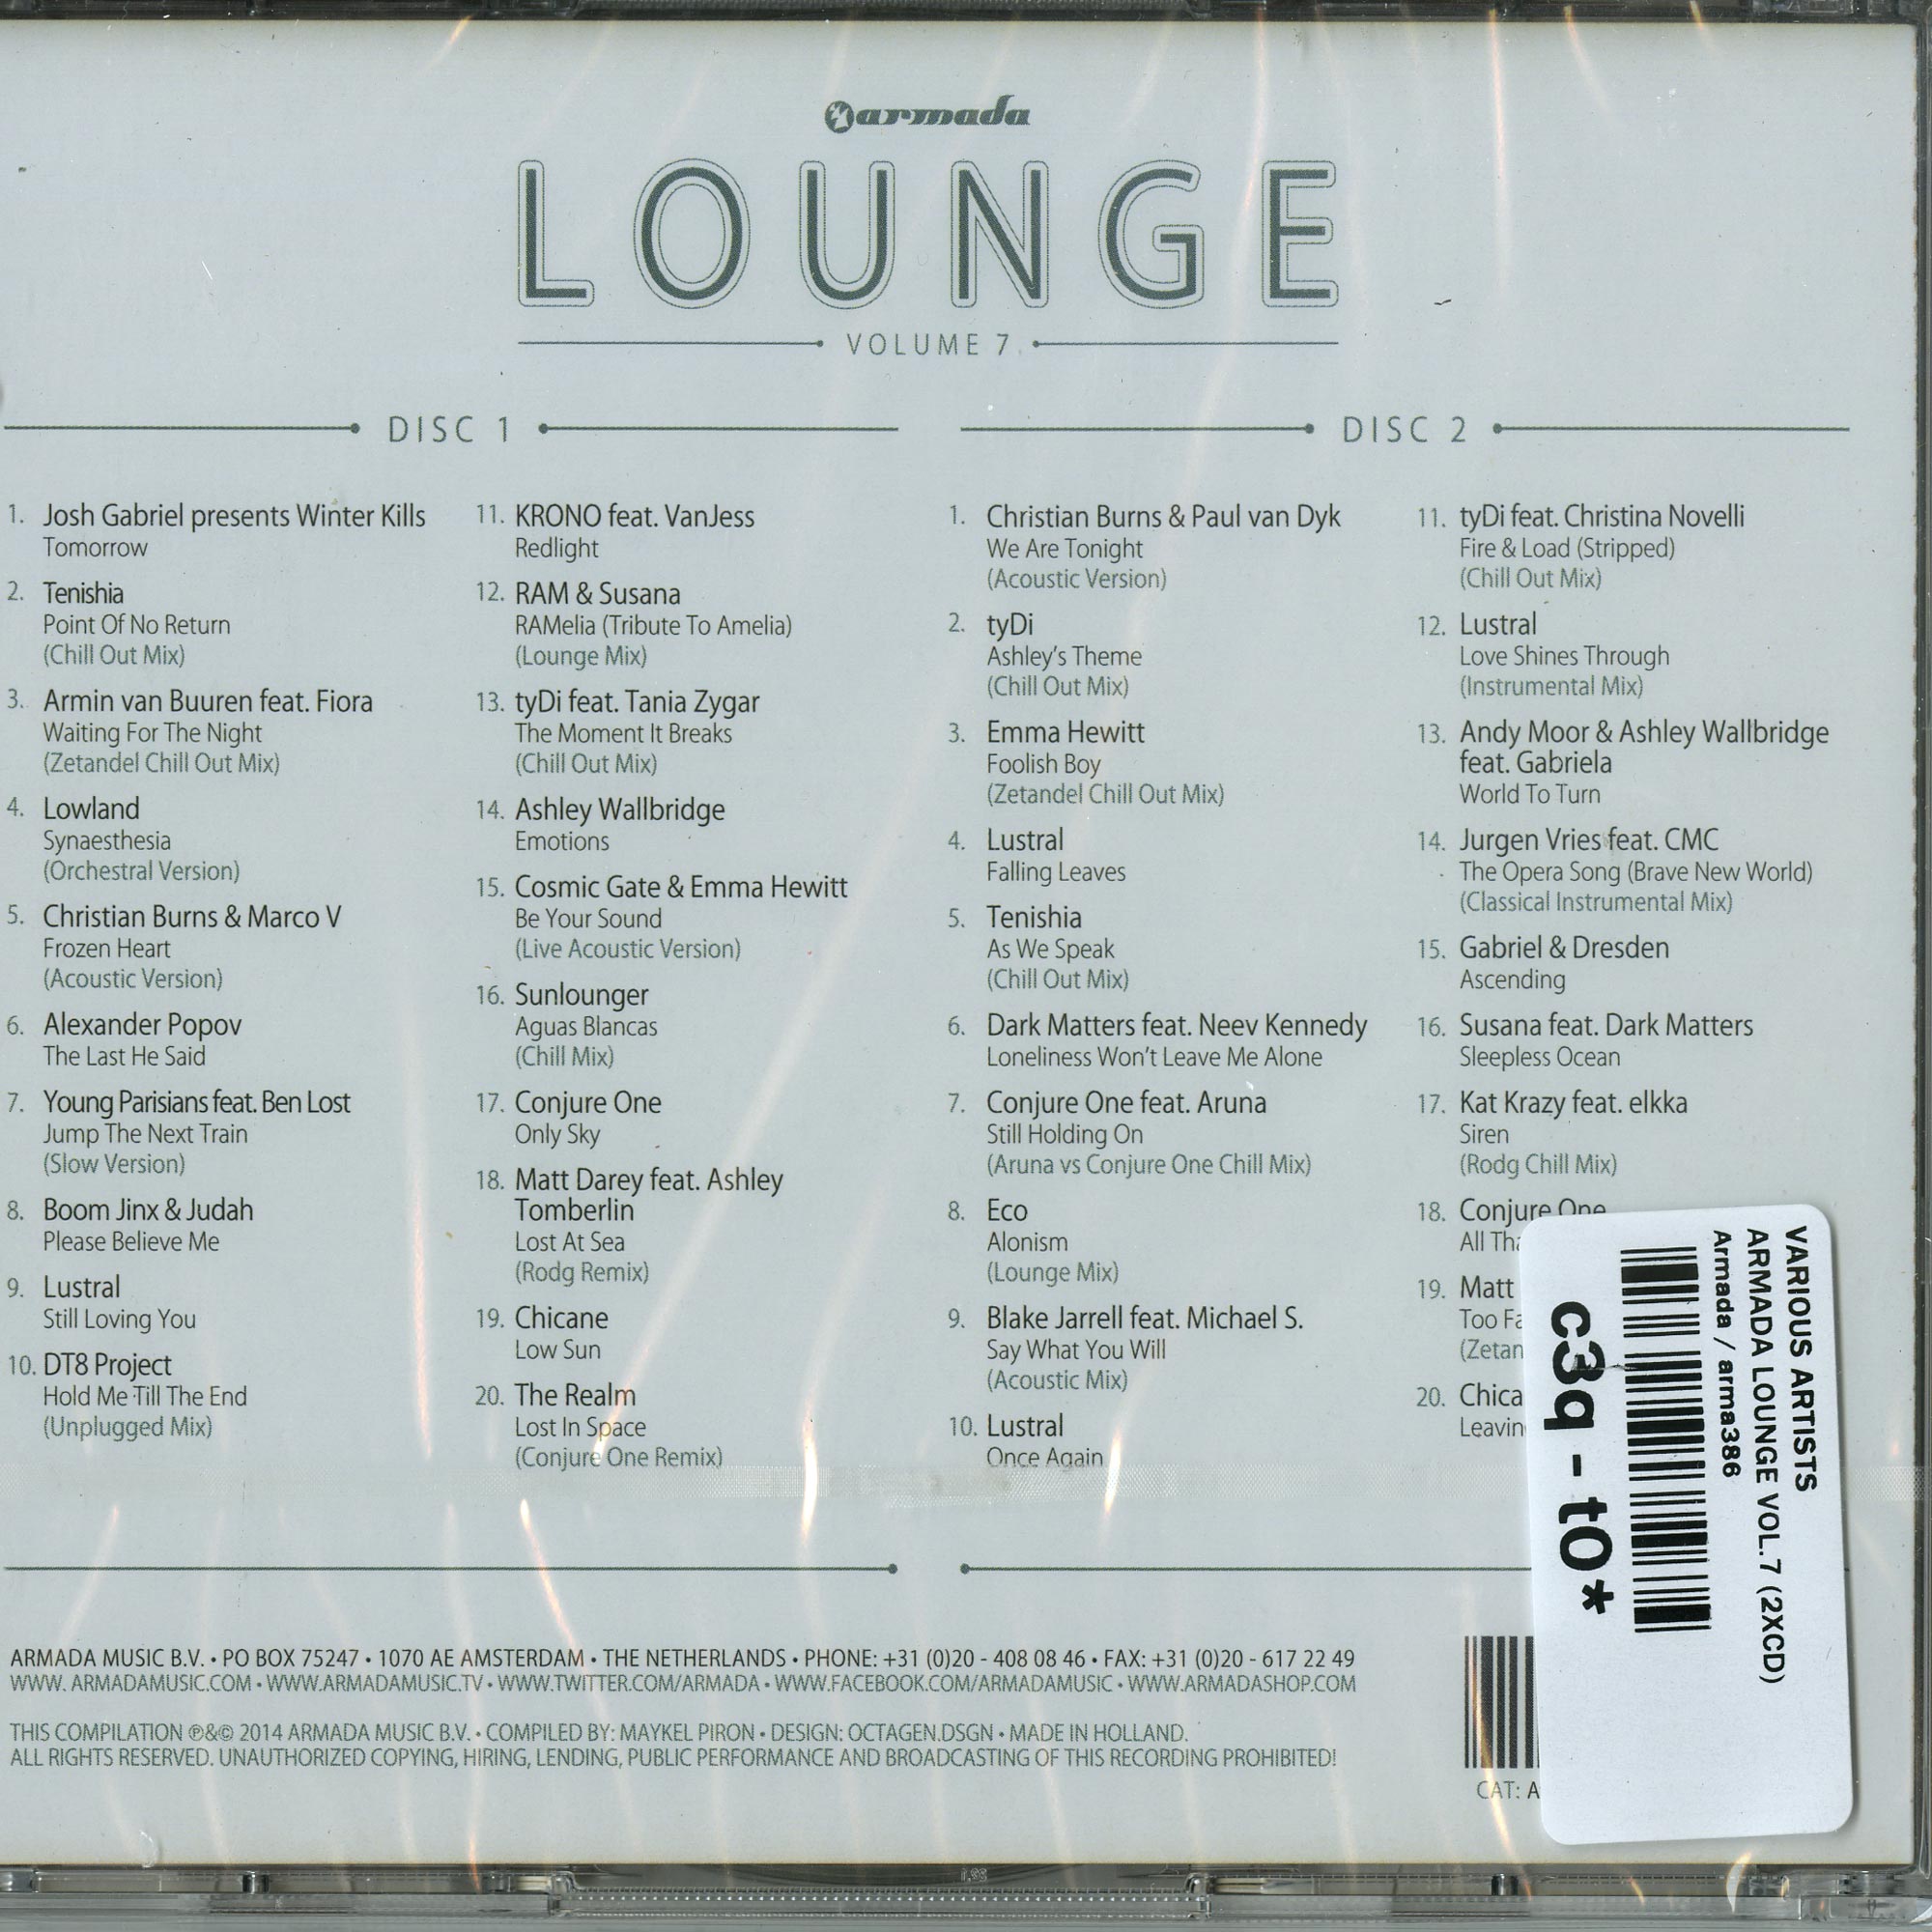 armada
LOUNGE
VOLUME 7
DISC 1
1. Josh Gabriel presents Winter Kills
Tomorrow
2. Tenishia
Point Of No Return
(Chill Out Mix)
3. Armin van Buuren feat. Fiora
Waiting For The Night
(Zetandel Chill Out Mix)
4. Lowland
Synaesthesia
(Orchestral Version)
5. Christian Burns & Marco V
Frozen Heart
(Acoustic Version)
6. Alexander Popov
The Last He Said
7. Young Parisians feat. Ben Lost
Jump The Next Train
(Slow Version)
8. Boom Jinx & Judah
Please Believe Me
9. Lustral
Still Loving You
10. DT8 Project
Hold Me Till The End
(Unplugged Mix)
11. KRONO feat. VanJess
Redlight
12. RAM & Susana
RAMelia (Tribute To Amelia)
(Lounge Mix)
13. tyDi feat. Tania Zygar
The Moment It Breaks
(Chill Out Mix)
14. Ashley Wallbridge
Emotions
15. Cosmic Gate & Emma Hewitt
Be Your Sound
(Live Acoustic Version)
16. Sunlounger
Aguas Blancas
(Chill Mix)
17. Conjure One
Only Sky
18. Matt Darey feat. Ashley
Tomberlin
Lost At Sea
(Rodg Remix)
19. Chicane
Low Sun
20. The Realm
Lost In Space
(Conjure One Remix)
DISC 2
1. Christian Burns & Paul van Dyk
We Are Tonight
(Acoustic Version)
2. tyDi
Ashley's Theme
(Chill Out Mix)
3. Emma Hewitt
Foolish Boy
(Zetandel Chill Out Mix)
4. Lustral
Falling Leaves
5. Tenishia
As We Speak
(Chill Out Mix)
6. Dark Matters feat. Neev Kennedy
Loneliness Won't Leave Me Alone
7. Conjure One feat. Aruna
Still Holding On
(Aruna vs Conjure One Chill Mix)
8. Eco
Alonism
(Lounge Mix)
9. Blake Jarrell feat. Michael S.
Say What You Will
(Acoustic Mix)
10. Lustral
Once Again
11. tyDi feat. Christina Novelli
Fire & Load (Stripped)
(Chill Out Mix)
12. Lustral
Love Shines Through
(Instrumental Mix)
13. Andy Moor & Ashley Wallbridge
feat. Gabriela
World To Turn
14. Jurgen Vries feat. CMC
The Opera Song (Brave New World)
(Classical Instrumental Mix)
15. Gabriel & Dresden
Ascending
16. Susana feat. Dark Matters
Sleepless Ocean
17. Kat Krazy feat. elkka
Siren
(Rodg Chill Mix)
18. Conjure One
All
19. Matt
Too
20.
VARIOUS ARTISTS
ARMADA LOUNGE VOL.7 (2XCD)
Armada / arma386
c3q - t0*
ARMADA MUSIC B.V. • PO BOX 75247 • 1070 AE AMSTERDAM • THE NETHERLANDS • PHONE: +31 (0)20 - 408 08 46 • FAX: +31 (0)20 - 617 22 49
WWW. ARMADAMUSIC.COM • WWW.ARMADAMUSIC.TV • WWW.TWITTER.COM/ARMADA • WWW.FACEBOOK.COM/ARMADAMUSIC • WWW.ARMADASHOP.COM
THIS COMPILATION ℗&© 2014 ARMADA MUSIC B.V. • COMPILED BY: MAYKEL PIRON • DESIGN: OCTAGEN.DSGN • MADE IN HOLLAND.
ALL RIGHTS RESERVED. UNAUTHORIZED COPYING, HIRING, LENDING, PUBLIC PERFORMANCE AND BROADCASTING OF THIS RECORDING PROHIBITED!
CAT: